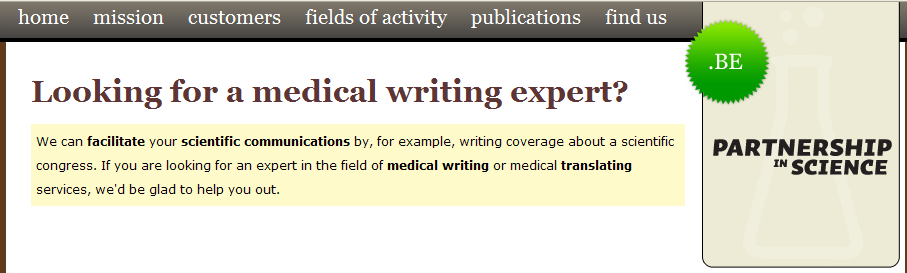 home mission customers fields of activity publications find us
.BE
Looking for a medical writing expert?
We can facilitate your scientific communications by, for example, writing coverage about a scientific
congress. If you are looking for an expert in the field of medical writing or medical translating
services, we'd be glad to help you out.
PARTNERSHIP
IN SCIENCE